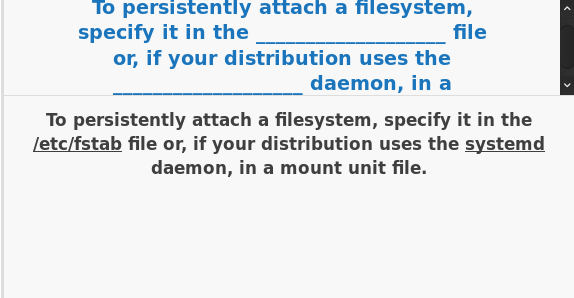 To persistently attach a filesystem,
specify it in the ___________________ file
or, if your distribution uses the
___________________ daemon, in a
To persistently attach a filesystem, specify it in the
/etc/fstab file or, if your distribution uses the systemd
daemon, in a mount unit file.